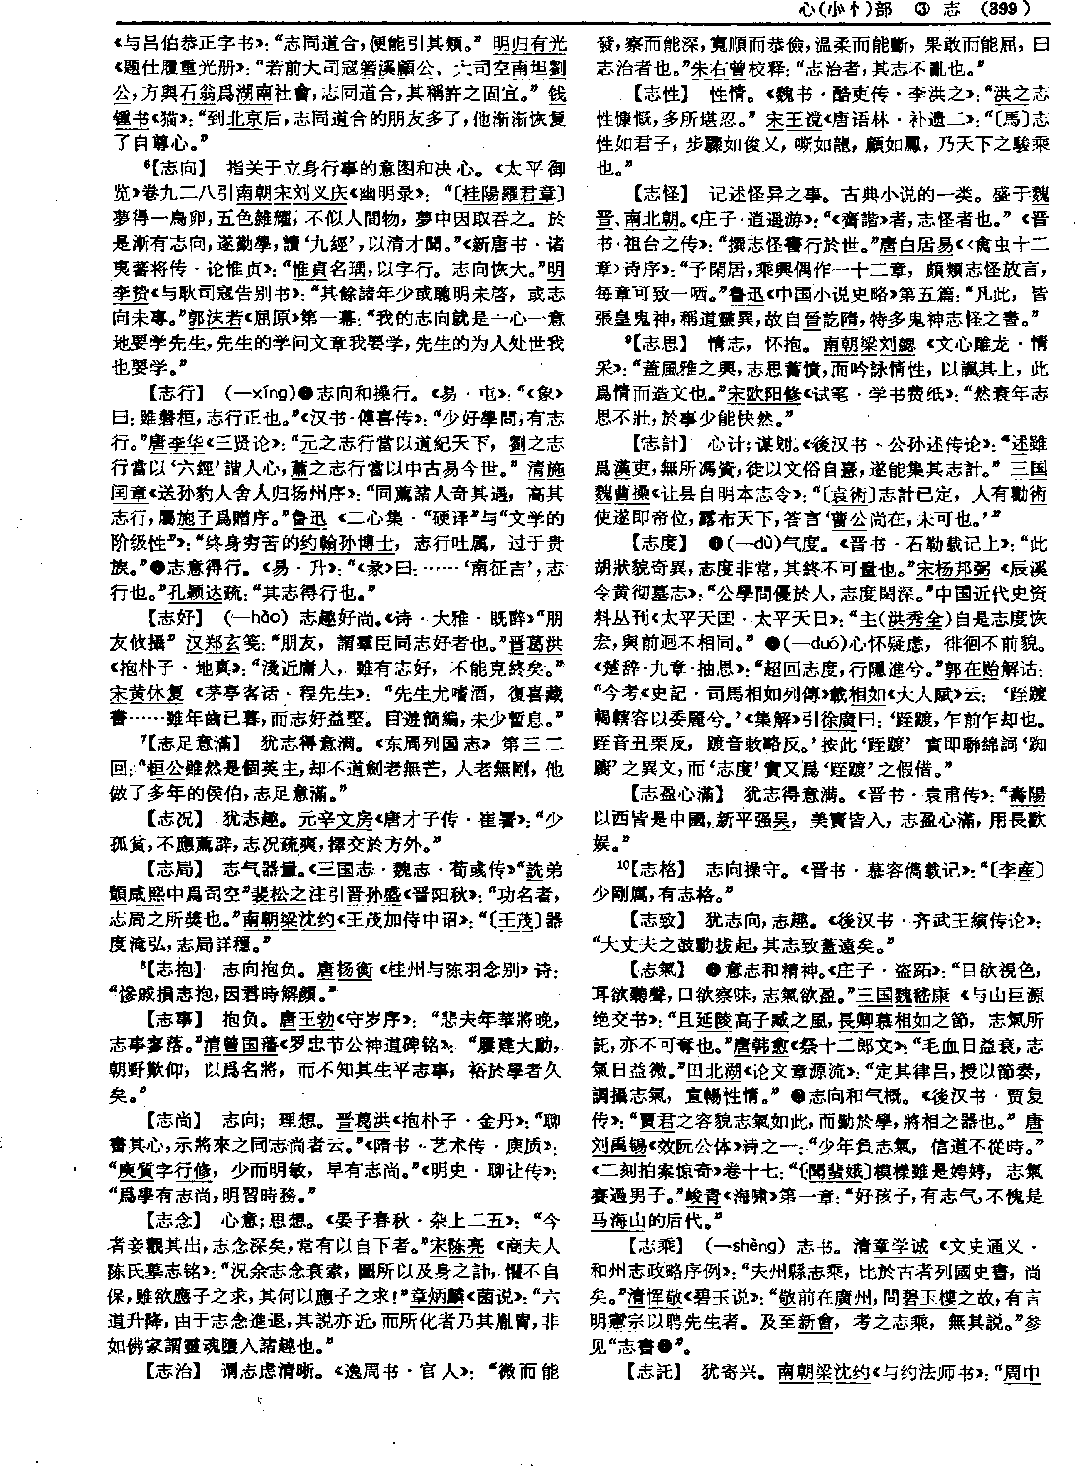 心(小忄)部 ③ 志 (399)
《与吕伯恭正字书》：“志同道合，便能引其类。” 明归有光
《题仕履重光册》：“若前大司寇箬溪顧公、大司空南坦劉
公，方與石翁爲湖南社會，志同道合，其稱許之固宜。” 钱
锺书《猫》：“到北京后，志同道合的朋友多了，他渐渐恢复
了自尊心。”
⁶【志向】 指关于立身行事的意图和决心。《太平御
览》卷九二八引南朝宋刘义庆《幽明录》：“〔桂陽羅君章〕
夢得一鳥卵，五色雜耀，不似人間物，夢中因取吞之。於
是漸有志向，遂勤學，讀‘九經’，以清才聞。”《新唐书·诸
夷蕃将传·论惟贞》：“惟貞名瑀，以字行。志向恢大。”明
李贽《与耿司寇告别书》：“其餘諸年少或聰明未啓，或志
向未專。”郭沫若《屈原》第一幕：“我的志向就是一心一意
地要学先生，先生的学问文章我要学，先生的为人处世我
也要学。”
【志行】 (—xíng)❶志向和操行。《易·屯》：“《象》
曰：雖磐桓，志行正也。”《汉书·傅喜传》：“少好學問，有志
行。”唐李华《三贤论》：“元之志行當以道紀天下，劉之志
行當以‘六經’諧人心，蕭之志行當以中古易今世。” 清施
闰章《送孙豹人舍人归扬州序》：“同薦諸人奇其遇，高其
志行，屬施子爲贈序。”鲁迅《二心集·“硬译”与“文学的
阶级性”》：“终身穷苦的约翰孙博士，志行吐属，过于贵
族。”❷志意得行。《易·升》：“《彖》曰：……‘南征吉’，志
行也。”孔颖达疏：“其志得行也。”
【志好】 (—hào) 志趣好尚。《诗·大雅·既醉》“朋
友攸攝” 汉郑玄笺：“朋友，謂羣臣同志好者也。”晋葛洪
《抱朴子·地真》：“淺近庸人，雖有志好，不能克終矣。”
宋黄休复《茅亭客话·程先生》：“先生尤嗜酒，復喜藏
書……雖年齒已暮，而志好益堅。目遊簡編，未少暫息。”
⁷【志足意滿】 犹志得意满。《东周列国志》第三二
回：“桓公雖然是個英主，却不道劍老無芒，人老無剛，他
做了多年的侯伯，志足意滿。”
【志况】 犹志趣。元辛文房《唐才子传·崔署》：“少
孤貧，不應薦辟，志况疏爽，擇交於方外。”
【志局】 志气器量。《三国志·魏志·荀彧传》“詵弟
顗咸熙中爲司空”裴松之注引晋孙盛《晋阳秋》：“功名者，
志局之所奬也。”南朝梁沈约《王茂加侍中诏》：“〔王茂〕器
度淹弘，志局詳穩。”
⁸【志抱】 志向抱负。唐杨衡《桂州与陈羽念别》诗：
“慘戚損志抱，因君時解顏。”
【志事】 抱负。唐王勃《守岁序》：“悲夫年華將晚，
志事寥落。”清曾国藩《罗忠节公神道碑铭》：“屢建大勳，
朝野歎仰，以爲名將，而不知其生平志事，裕於學者久
矣。”
【志尚】 志向；理想。晋葛洪《抱朴子·金丹》：“聊
書其心，示將來之同志尚者云。”《隋书·艺术传·庾质》：
“庾質字行修，少而明敏，早有志尚。”《明史·聊让传》：
“爲學有志尚，明習時務。”
【志念】 心意；思想。《晏子春秋·杂上二五》：“今
者妾觀其出，志念深矣，常有以自下者。”宋陈亮《商夫人
陈氏墓志铭》：“況余志念衰索，圖所以及身之計，懼不自
保，雖欲應子之求，其何以應子之求！”章炳麟《菌说》：“六
道升降，由于志念進退，其説亦近，而所化者乃其胤胄，非
如佛家謂靈魂墮入諸趣也。”
【志治】 谓志虑清晰。《逸周书·官人》：“微而能
發，察而能深，寬順而恭儉，温柔而能斷，果敢而能屈，曰
志治者也。”朱右曾校释：“志治者，其志不亂也。”
【志性】 性情。《魏书·酷吏传·李洪之》：“洪之志
性慷慨，多所堪忍。”宋王谠《唐语林·补遗二》：“〔馬〕志
性如君子，步驟如俊乂，嘶如龍，顧如鳳，乃天下之駿乘
也。”
【志怪】 记述怪异之事。古典小说的一类。盛于魏
晋、南北朝。《庄子·逍遥游》：“《齊諧》者，志怪者也。”《晋
书·祖台之传》：“撰志怪書行於世。”唐白居易《〈禽虫十二
章〉诗序》：“予閑居，乘興偶作一十二章，頗類志怪放言，
每章可致一哂。”鲁迅《中国小说史略》第五篇：“凡此，皆
張皇鬼神，稱道靈異，故自晉訖隋，特多鬼神志怪之書。”
⁹【志思】 情志，怀抱。南朝梁刘勰《文心雕龙·情
采》：“蓋風雅之興，志思蓄憤，而吟詠情性，以諷其上，此
爲情而造文也。”宋欧阳修《试笔·学书费纸》：“然衰年志
思不壯，於事少能快然。”
【志計】 心计；谋划。《後汉书·公孙述传论》：“述雖
爲漢吏，無所馮資，徒以文俗自憙，遂能集其志計。” 三国
魏曹操《让县自明本志令》：“〔袁術〕志計已定，人有勸術
使遂即帝位，露布天下，答言‘曹公尚在，未可也。’”
【志度】 ❶(—dù)气度。《晋书·石勒载记上》：“此
胡狀貌奇異，志度非常，其終不可量也。”宋杨邦弼《辰溪
令黄彻墓志》：“公學問優於人，志度閎深。”中国近代史资
料丛刊《太平天囯·太平天日》：“主(洪秀全)自是志度恢
宏，與前迥不相同。” ❷(—duó)心怀疑虑，徘徊不前貌。
《楚辞·九章·抽思》：“超回志度，行隱進兮。”郭在贻解诂：
“今考《史記·司馬相如列傳》載相如《大人賦》云：‘跮踱
輵轄容以委麗兮。’《集解》引徐廣曰：‘跮踱，乍前乍却也。
跮音丑栗反，踱音敕略反。’按此‘跮踱’實即聯綿詞‘踟
躕’之異文，而‘志度’實又爲‘跮踱’之假借。”
【志盈心滿】 犹志得意满。《晋书·袁甫传》：“壽陽
以西皆是中國，新平强吴，美寶皆入，志盈心滿，用長歡
娱。”
¹⁰【志格】 志向操守。《晋书·慕容儁载记》：“〔李産〕
少剛厲，有志格。”
【志致】 犹志向，志趣。《後汉书·齐武王縯传论》：
“大丈夫之鼓動拔起，其志致蓋遠矣。”
【志氣】 ❶意志和精神。《庄子·盗跖》：“目欲視色，
耳欲聽聲，口欲察味，志氣欲盈。”三国魏嵇康《与山巨源
绝交书》：“且延陵高子臧之風，長卿慕相如之節，志氣所
託，亦不可奪也。”唐韩愈《祭十二郎文》：“毛血日益衰，志
氣日益微。”田北湖《论文章源流》：“定其律吕，授以節奏，
調攝志氣，宣暢性情。” ❷志向和气概。《後汉书·贾复
传》：“賈君之容貌志氣如此，而勤於學，將相之器也。” 唐
刘禹锡《效阮公体》诗之一：“少年負志氣，信道不從時。”
《二刻拍案惊奇》卷十七：“〔聞蜚娥〕模樣雖是娉婷，志氣
賽過男子。”峻青《海啸》第一章：“好孩子，有志气，不愧是
马海山的后代。”
【志乘】 (—shèng) 志书。清章学诚《文史通义·
和州志政略序例》：“夫州縣志乘，比於古者列國史書，尚
矣。”清恽敬《碧玉说》：“敬前在廣州，問碧玉樓之故，有言
明憲宗以聘先生者。及至新會，考之志乘，無其説。”参
见“志書❷”。
【志託】 犹寄兴。南朝梁沈约《与约法师书》：“周中